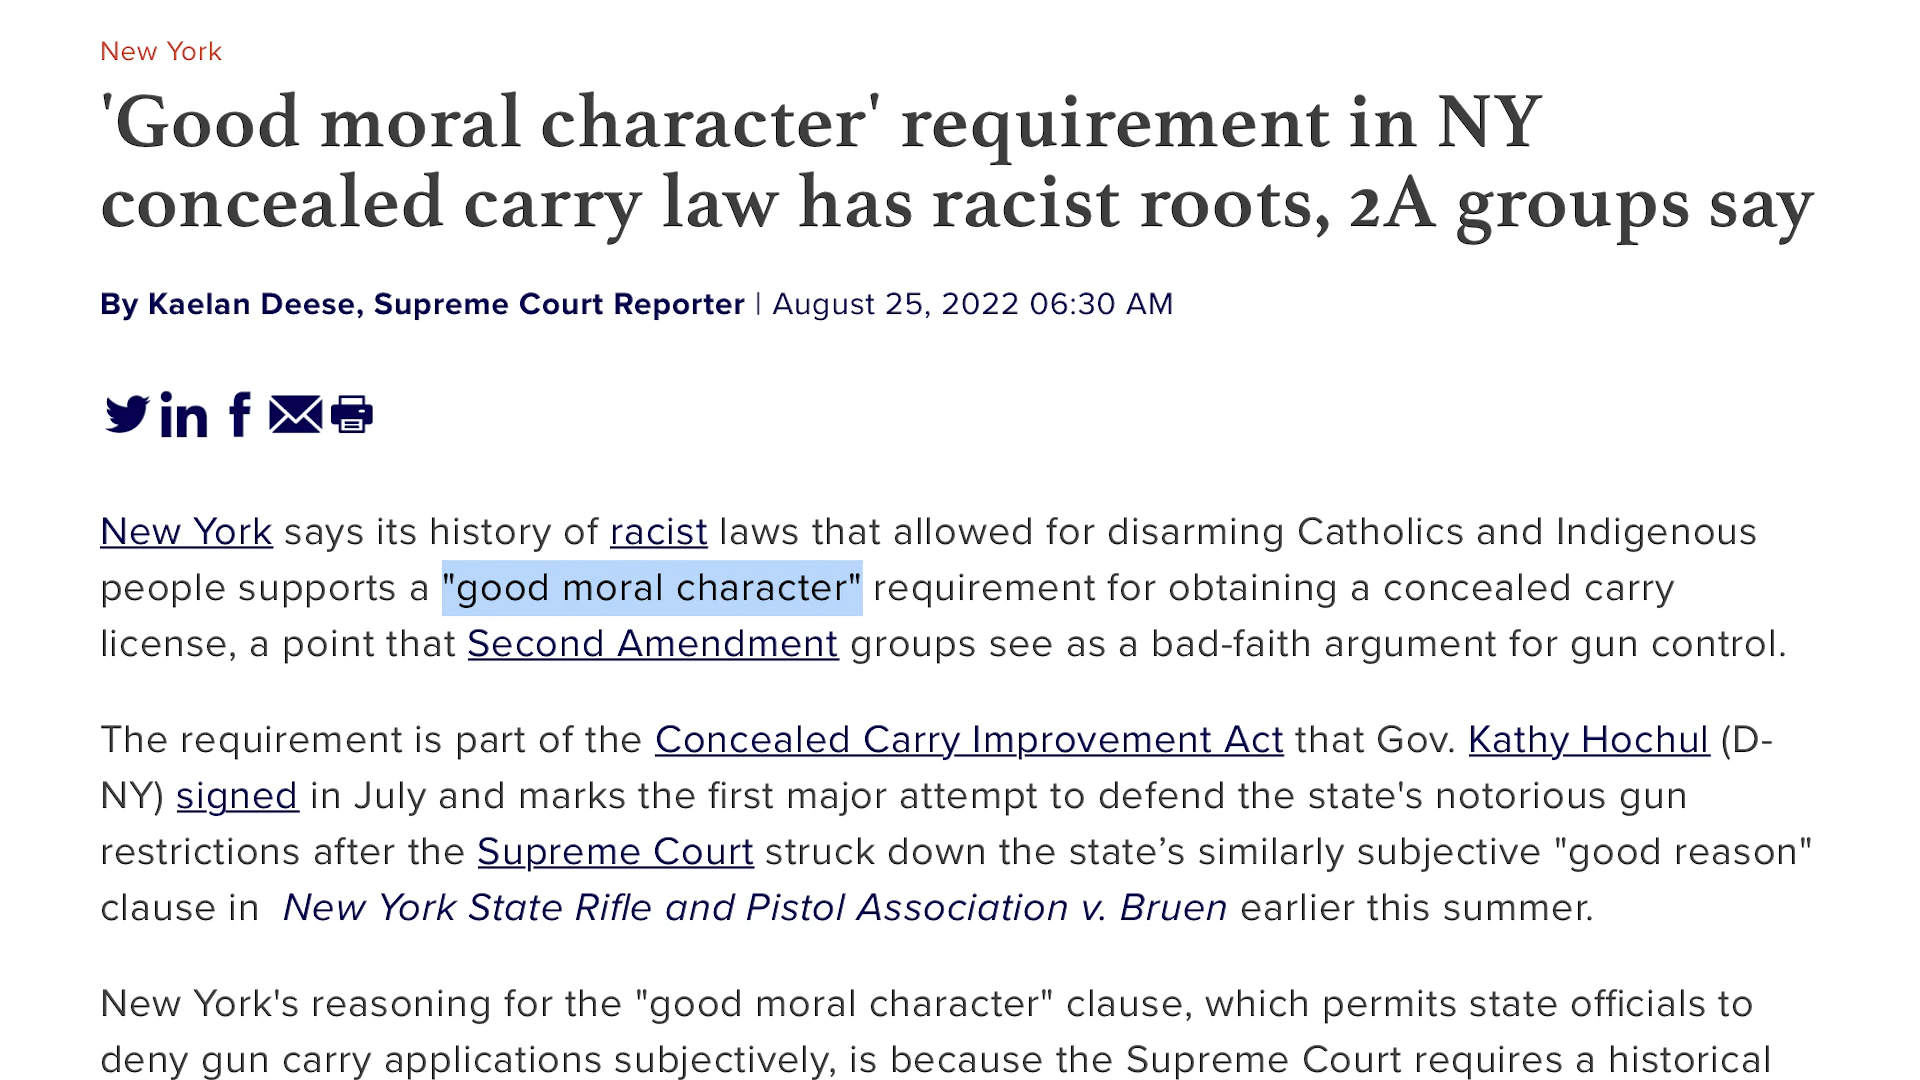 New York
'Good moral character' requirement in NY
concealed carry law has racist roots, 2A groups say
By Kaelan Deese, Supreme Court Reporter | August 25, 2022 06:30 AM
New York says its history of racist laws that allowed for disarming Catholics and Indigenous
people supports a "good moral character" requirement for obtaining a concealed carry
license, a point that Second Amendment groups see as a bad-faith argument for gun control.
The requirement is part of the Concealed Carry Improvement Act that Gov. Kathy Hochul (D-
NY) signed in July and marks the first major attempt to defend the state's notorious gun
restrictions after the Supreme Court struck down the state’s similarly subjective "good reason"
clause in New York State Rifle and Pistol Association v. Bruen earlier this summer.
New York's reasoning for the "good moral character" clause, which permits state officials to
deny gun carry applications subjectively, is because the Supreme Court requires a historical